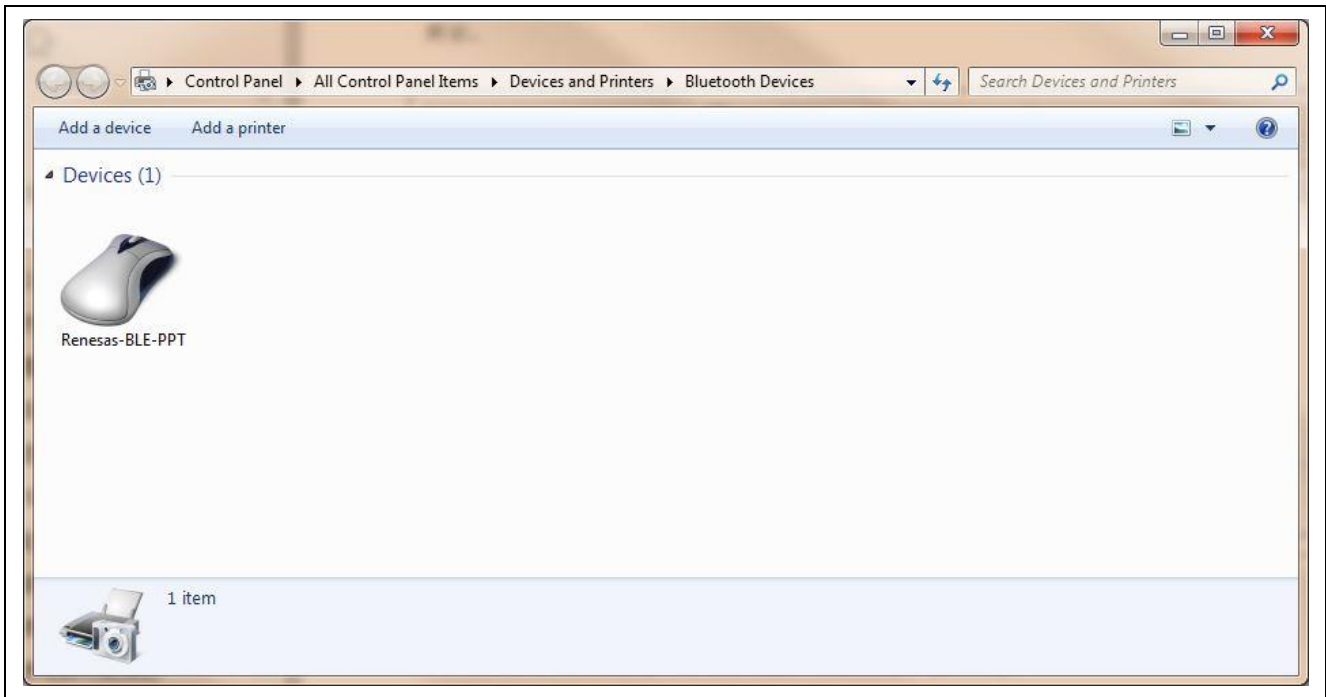 Control Panel ▸ All Control Panel Items ▸ Devices and Printers ▸ Bluetooth Devices
Search Devices and Printers
Add a device Add a printer
Devices (1)
Renesas-BLE-PPT
1 item